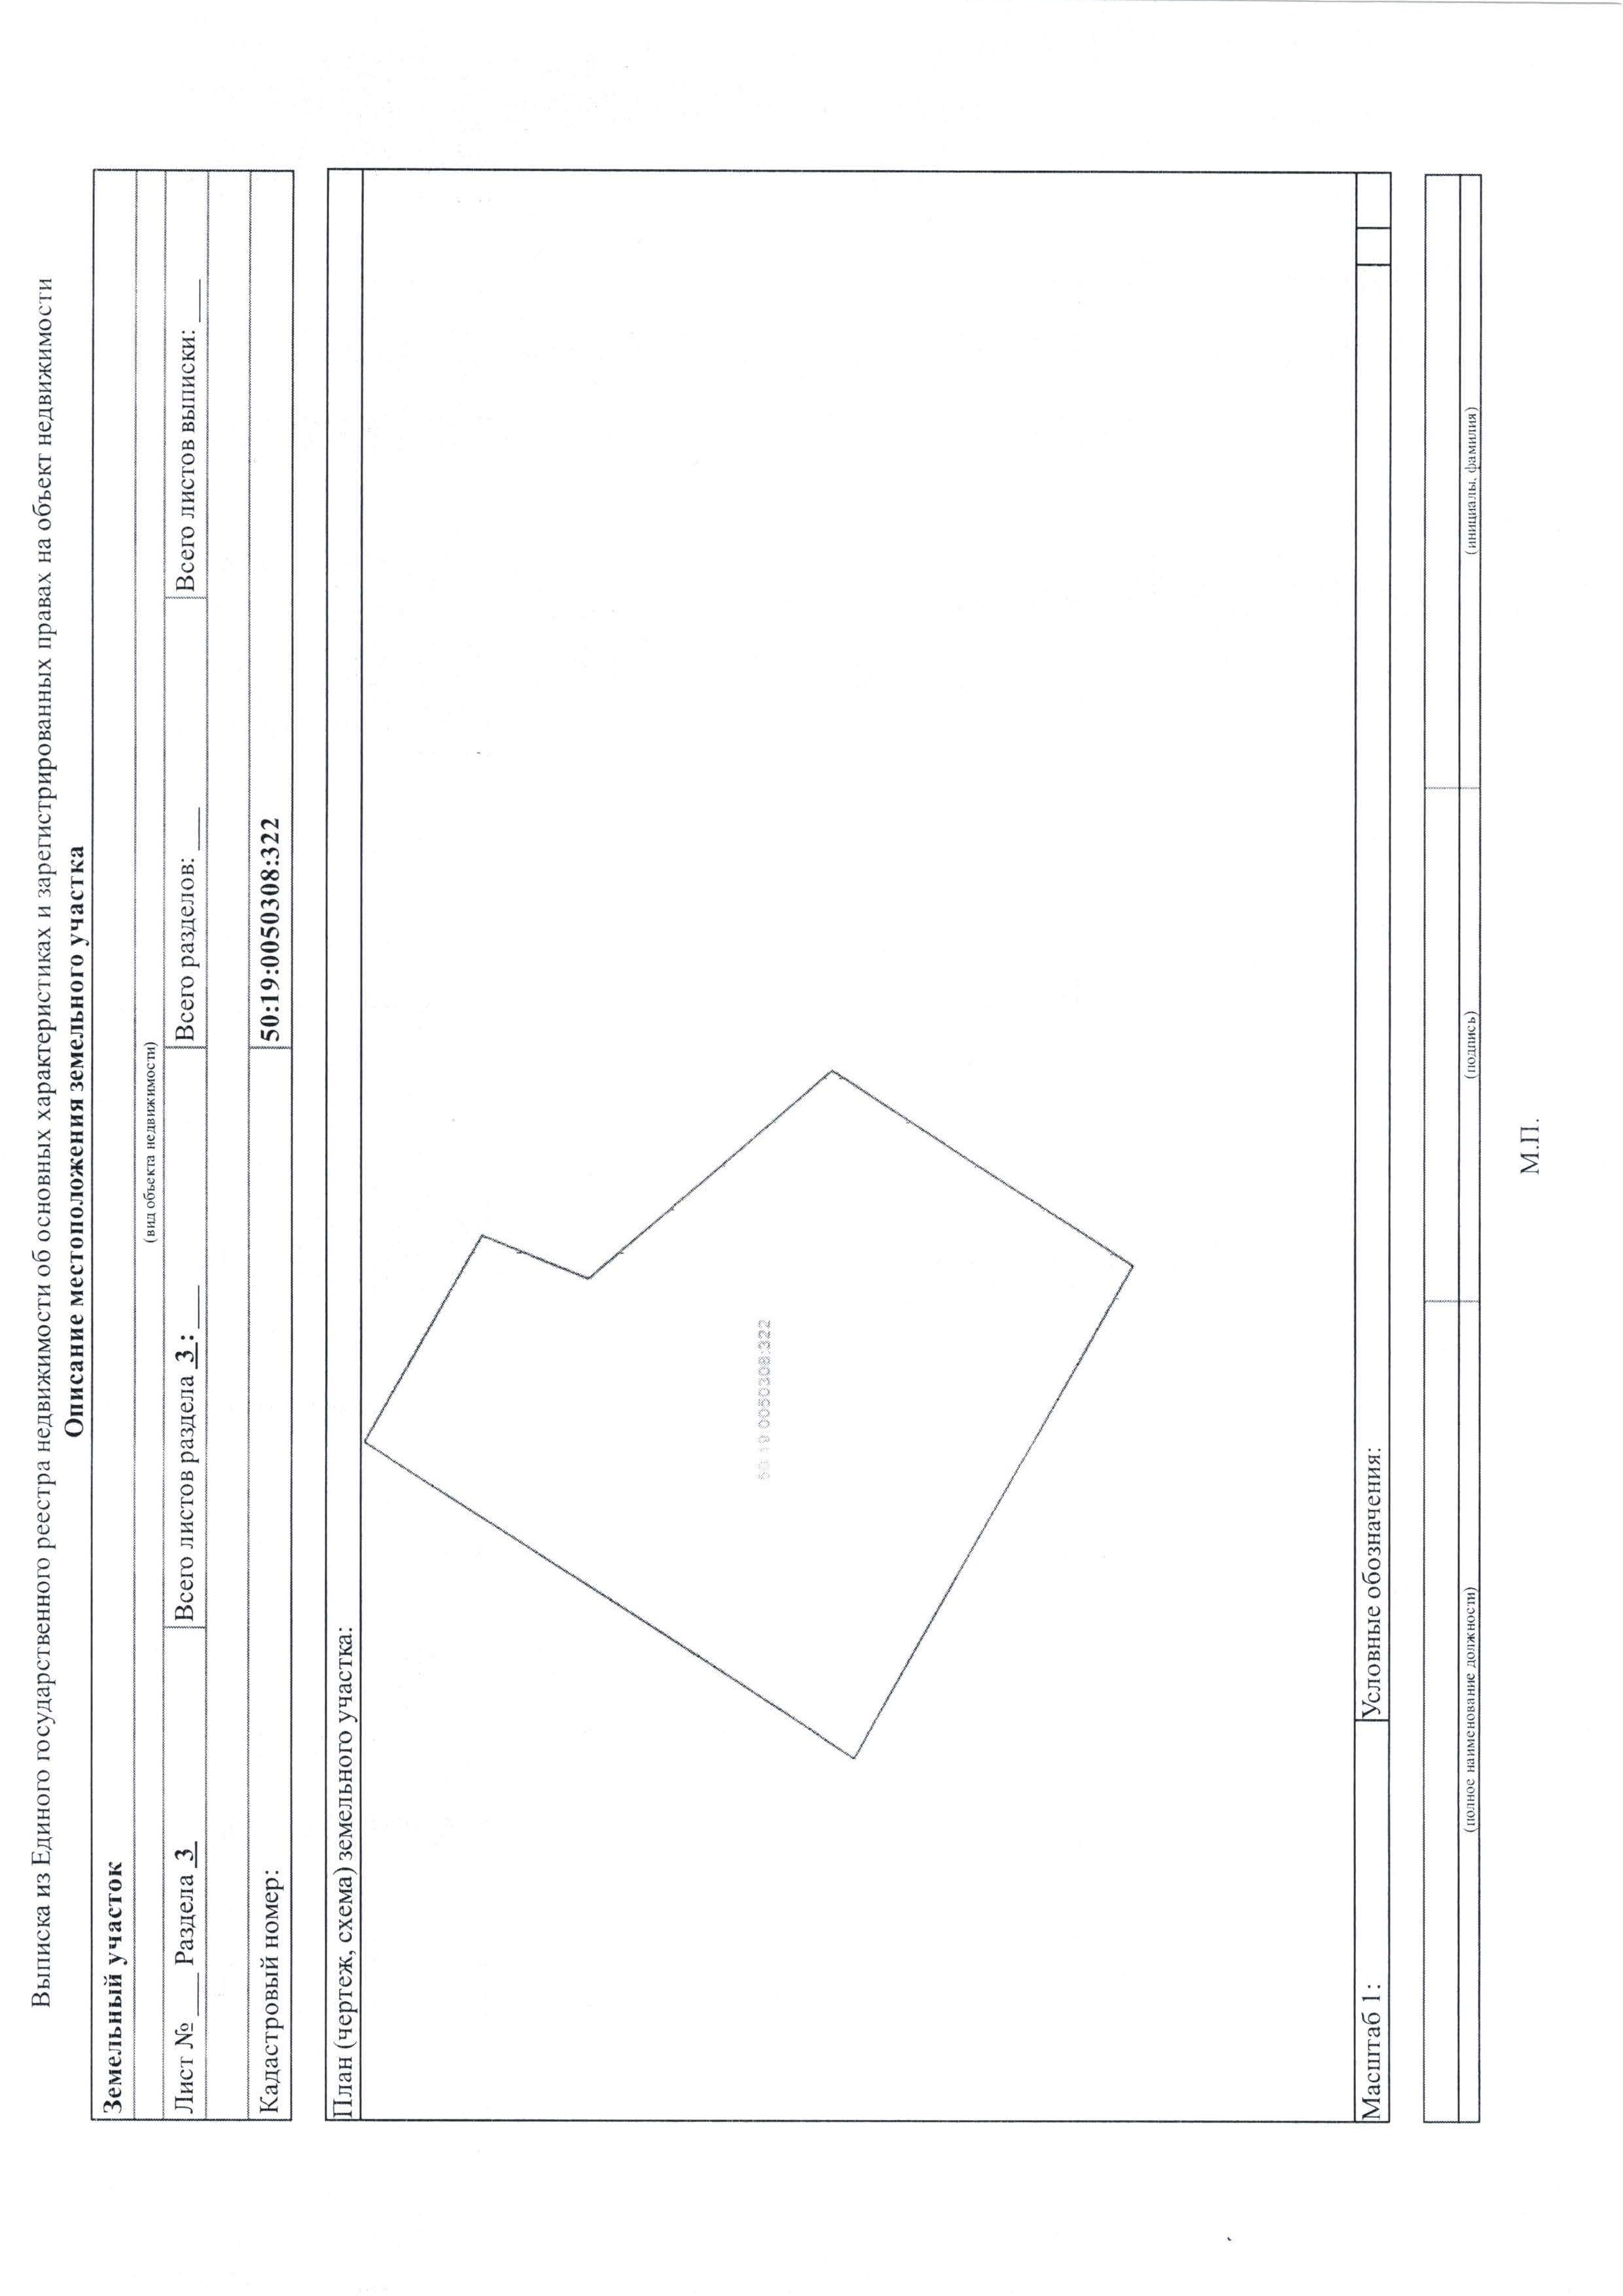 Выписка из Единого государственного реестра недвижимости об основных характеристиках и зарегистрированных правах на объект недвижимости
Описание местоположения земельного участка
Земельный участок
(вид объекта недвижимости)
Лист № ___ Раздела 3 Всего листов раздела 3 : ___ Всего разделов: ___ Всего листов выписки: ___
Кадастровый номер: 50:19:0050308:322
План (чертеж, схема) земельного участка:
50:19:0050308:322
Масштаб 1: Условные обозначения:
(полное наименование должности) (подпись) (инициалы, фамилия)
М.П.